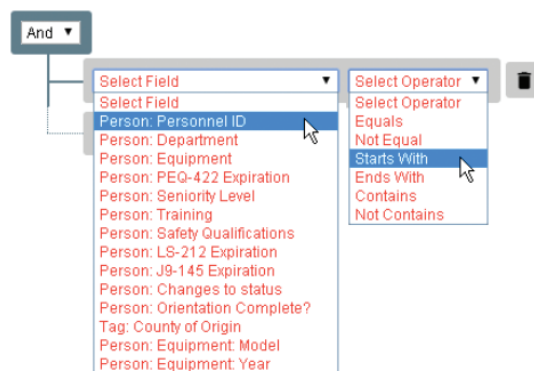 And
Select Field
Select Operator
Select Field
Person: Personnel ID
Person: Department
Person: Equipment
Person: PEQ-422 Expiration
Person: Seniority Level
Person: Training
Person: Safety Qualifications
Person: LS-212 Expiration
Person: J9-145 Expiration
Person: Changes to status
Person: Orientation Complete?
Tag: County of Origin
Person: Equipment: Model
Person: Equipment: Year
Select Operator
Equals
Not Equal
Starts With
Ends With
Contains
Not Contains